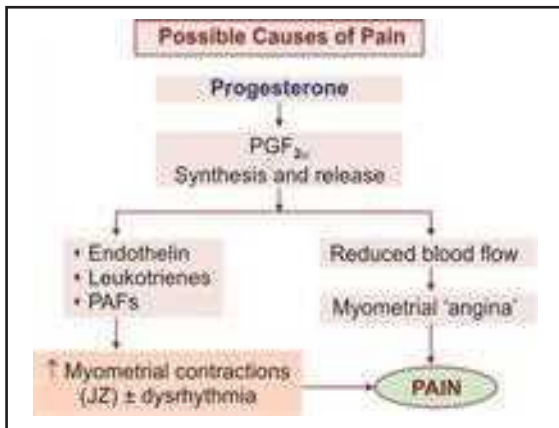 Possible Causes of Pain
Progesterone
PGF₂α
Synthesis and release
• Endothelin
• Leukotrienes
• PAFs
Reduced blood flow
Myometrial ‘angina’
↑ Myometrial contractions
(JZ) ± dysrhythmia
PAIN